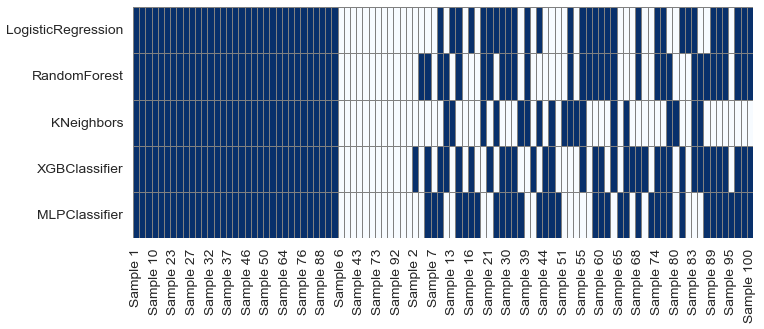 LogisticRegression
RandomForest
KNeighbors
XGBClassifier
MLPClassifier
Sample 1
Sample 10
Sample 23
Sample 27
Sample 32
Sample 37
Sample 46
Sample 50
Sample 64
Sample 76
Sample 88
Sample 6
Sample 43
Sample 73
Sample 92
Sample 2
Sample 7
Sample 13
Sample 16
Sample 21
Sample 30
Sample 39
Sample 44
Sample 51
Sample 55
Sample 60
Sample 65
Sample 68
Sample 74
Sample 80
Sample 83
Sample 89
Sample 95
Sample 100